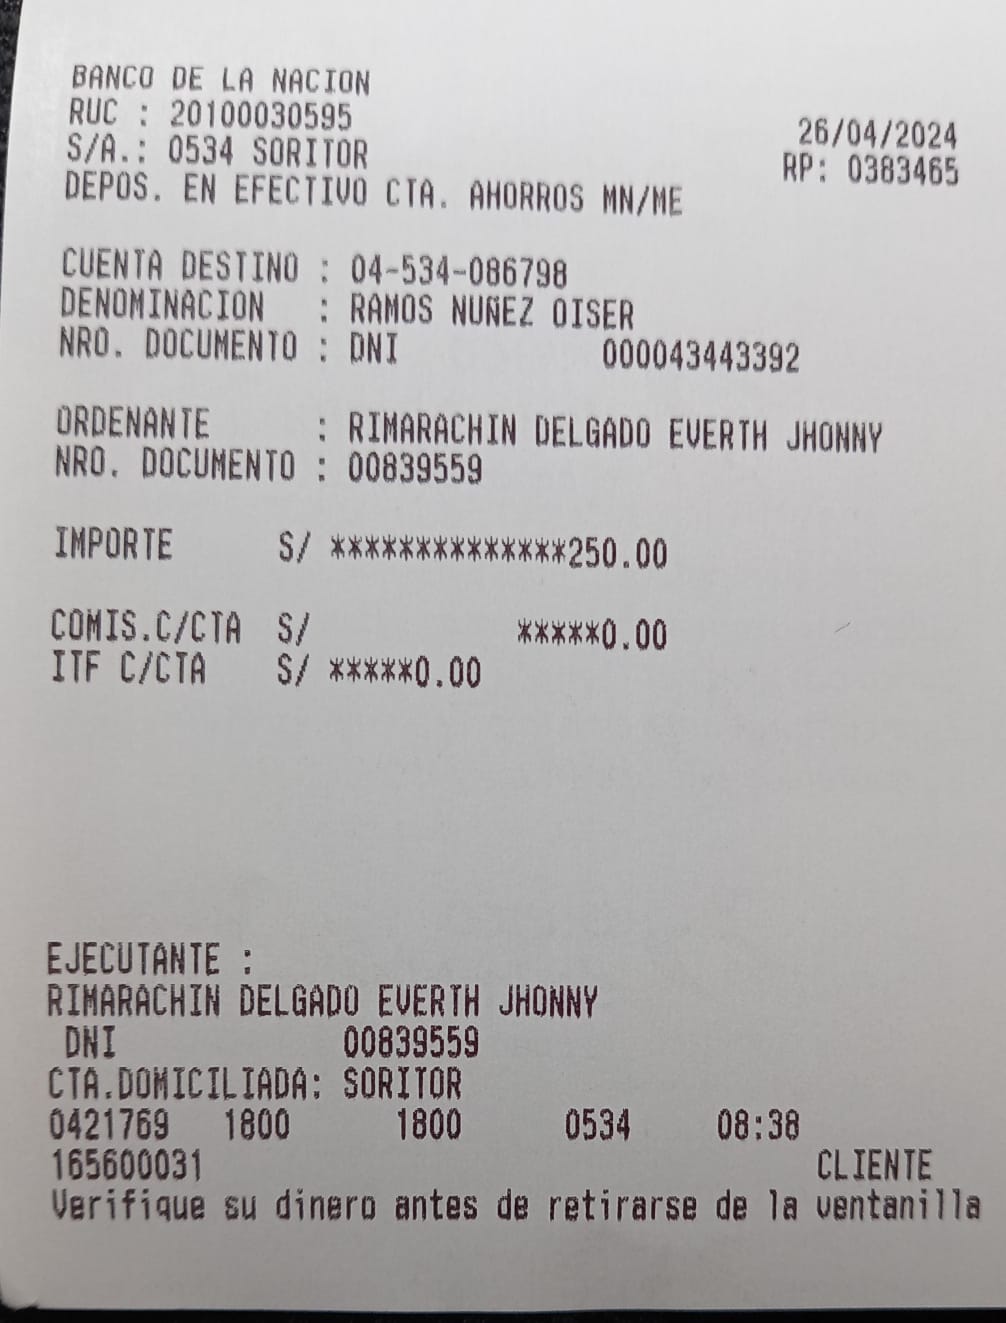 BANCO DE LA NACION
RUC : 20100030595
26/04/2024
S/A.: 0534 SORITOR
RP: 0383465
DEPOS. EN EFECTIVO CTA. AHORROS MN/ME
CUENTA DESTINO : 04-534-086798
DENOMINACION : RAMOS NUÑEZ OISER
NRO. DOCUMENTO : DNI 000043443392
ORDENANTE : RIMARACHIN DELGADO EVERTH JHONNY
NRO. DOCUMENTO : 00839559
IMPORTE S/ **************250.00
COMIS.C/CTA S/ *****0.00
ITF C/CTA S/ *****0.00
EJECUTANTE :
RIMARACHIN DELGADO EVERTH JHONNY
DNI 00839559
CTA.DOMICILIADA: SORITOR
0421769 1800 1800 0534 08:38
165600031 CLIENTE
Verifique su dinero antes de retirarse de la ventanilla